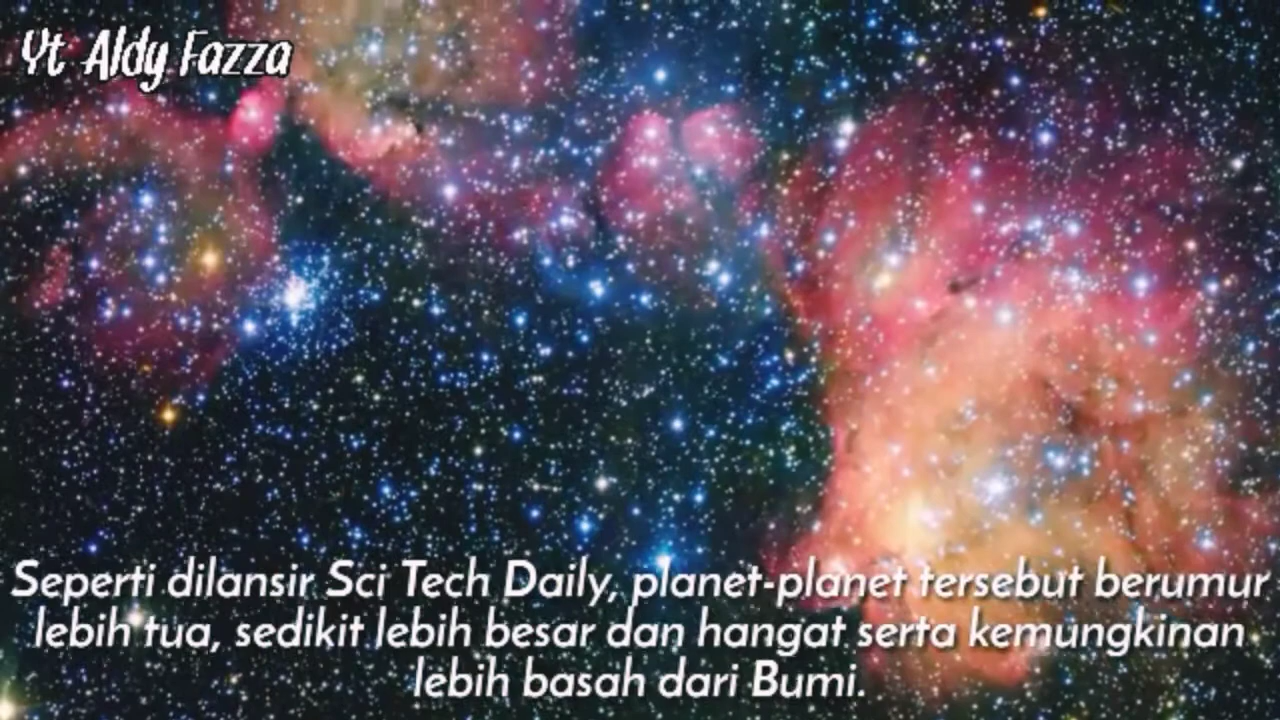 Yt Aldy Fazza
Seperti dilansir Sci Tech Daily, planet-planet tersebut berumur
lebih tua, sedikit lebih besar dan hangat serta kemungkinan
lebih basah dari Bumi.